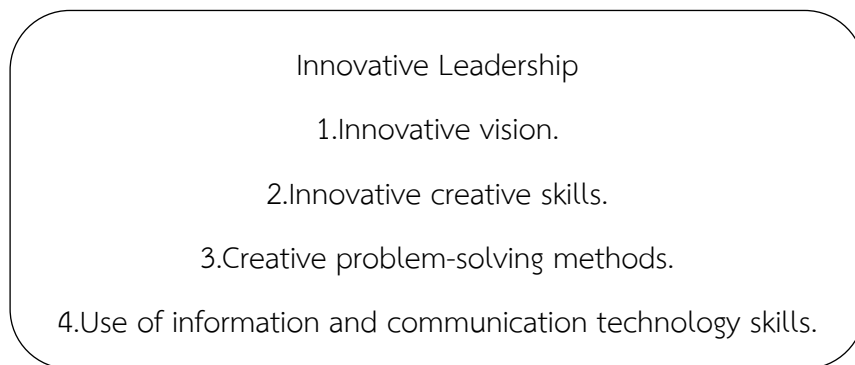 Innovative Leadership
1.Innovative vision.
2.Innovative creative skills.
3.Creative problem-solving methods.
4.Use of information and communication technology skills.